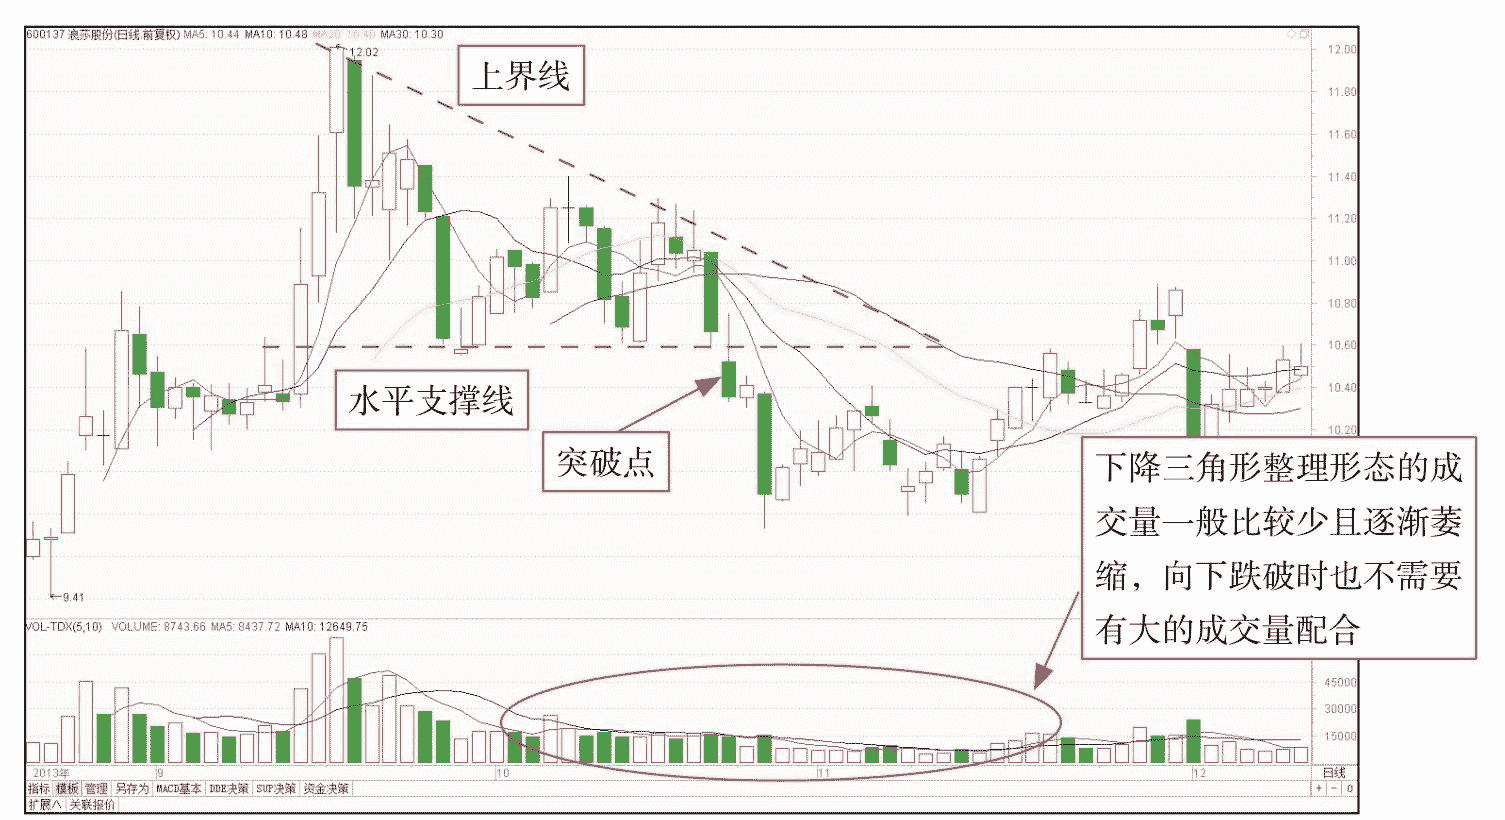 600137 浪莎股份(日线.前复权) MA5: 10.44 MA10: 10.48 MA20: 10.40 MA30: 10.30
12.02
上界线
水平支撑线
突破点
9.41
下降三角形整理形态的成
交量一般比较少且逐渐萎
缩，向下跌破时也不需要
有大的成交量配合
12.00
11.80
11.60
11.40
11.20
11.00
10.80
10.60
10.40
10.20
VOL-TDX(5,10) VOLUME: 8743.66 MA5: 8437.72 MA10: 12649.75
45000
30000
15000
2013年 9 10 11 12 日线
指标 模板 管理 另存为 MACD基本 DDE决策 SUP决策 资金决策 + - 0
扩展∧ 关联报价